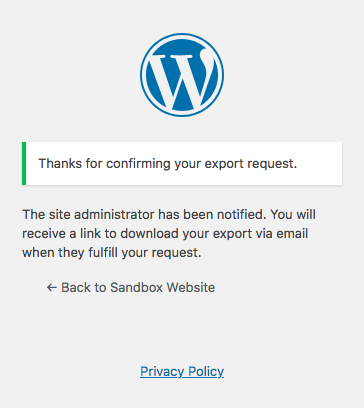 Thanks for confirming your export request.
The site administrator has been notified. You will
receive a link to download your export via email
when they fulfill your request.
← Back to Sandbox Website
Privacy Policy